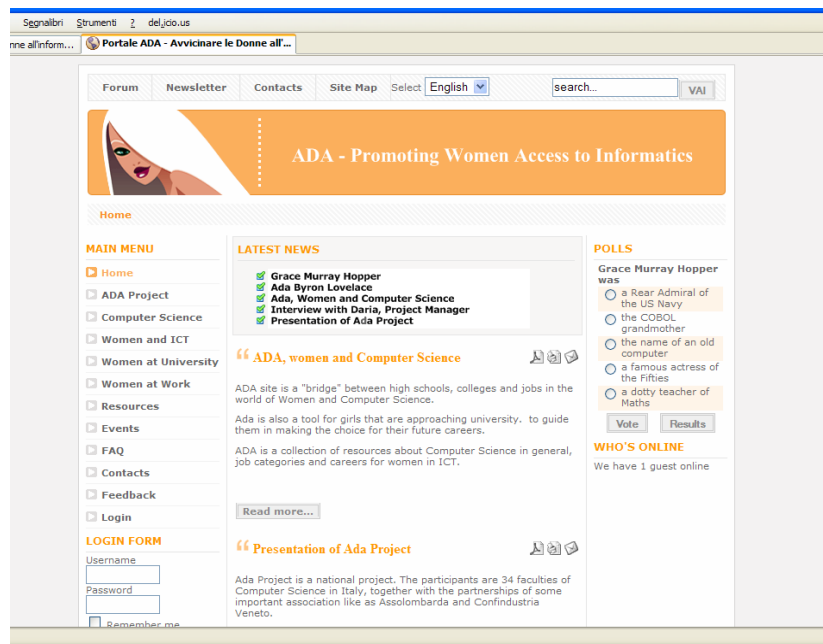 Segnalibri Strumenti ? del.icio.us
nne all'inform... Portale ADA - Avvicinare le Donne all'...
Forum Newsletter Contacts Site Map Select English search... VAI
ADA - Promoting Women Access to Informatics
Home
MAIN MENU
Home
ADA Project
Computer Science
Women and ICT
Women at University
Women at Work
Resources
Events
FAQ
Contacts
Feedback
Login
LOGIN FORM
Username
Password
Remember me
LATEST NEWS
Grace Murray Hopper
Ada Byron Lovelace
Ada, Women and Computer Science
Interview with Daria, Project Manager
Presentation of Ada Project
ADA, women and Computer Science
ADA site is a "bridge" between high schools, colleges and jobs in the
world of Women and Computer Science.
Ada is also a tool for girls that are approaching university. to guide
them in making the choice for their future careers.
ADA is a collection of resources about Computer Science in general,
job categories and careers for women in ICT.
Read more...
Presentation of Ada Project
Ada Project is a national project. The participants are 34 faculties of
Computer Science in Italy, together with the partnerships of some
important association like as Assolombarda and Confindustria
Veneto.
POLLS
Grace Murray Hopper
was
a Rear Admiral of
the US Navy
the COBOL
grandmother
the name of an old
computer
a famous actress of
the Fifties
a dotty teacher of
Maths
Vote Results
WHO'S ONLINE
We have 1 guest online